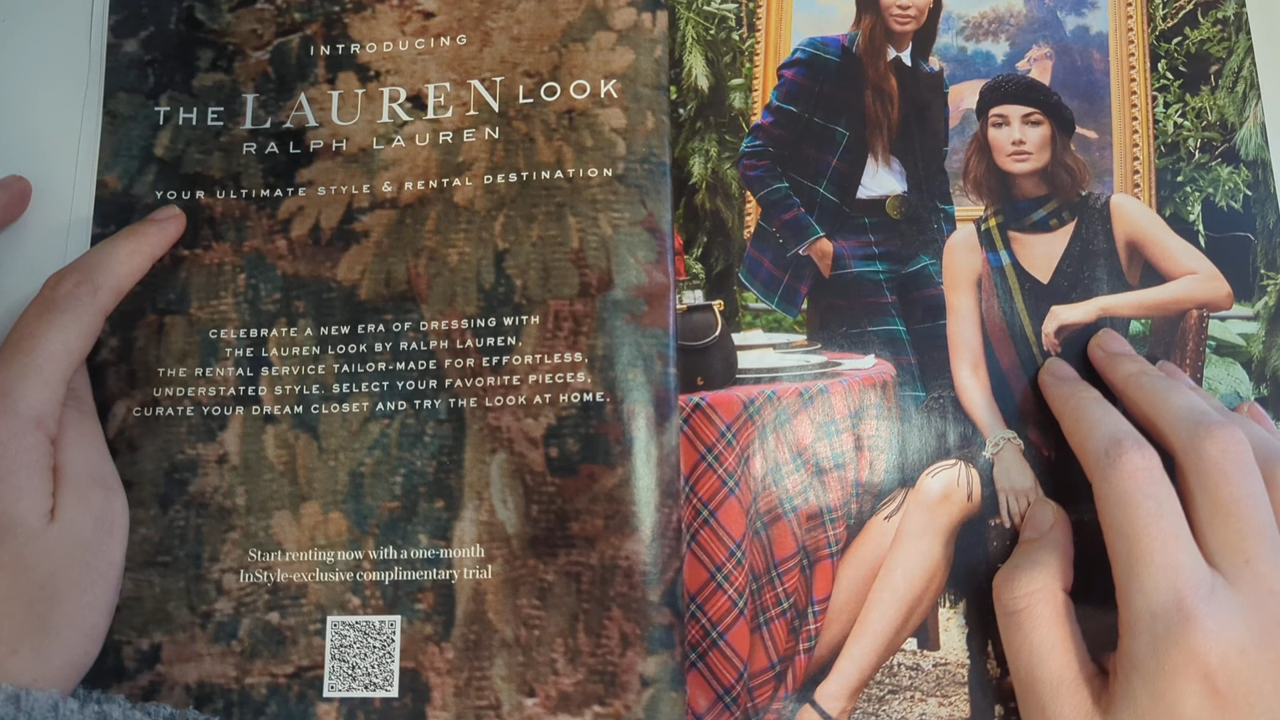 INTRODUCING
THE LAUREN LOOK
RALPH LAUREN
YOUR ULTIMATE STYLE & RENTAL DESTINATION
CELEBRATE A NEW ERA OF DRESSING WITH
THE LAUREN LOOK BY RALPH LAUREN,
THE RENTAL SERVICE TAILOR-MADE FOR EFFORTLESS,
UNDERSTATED STYLE. SELECT YOUR FAVORITE PIECES,
CURATE YOUR DREAM CLOSET AND TRY THE LOOK AT HOME.
Start renting now with a one-month
InStyle-exclusive complimentary trial